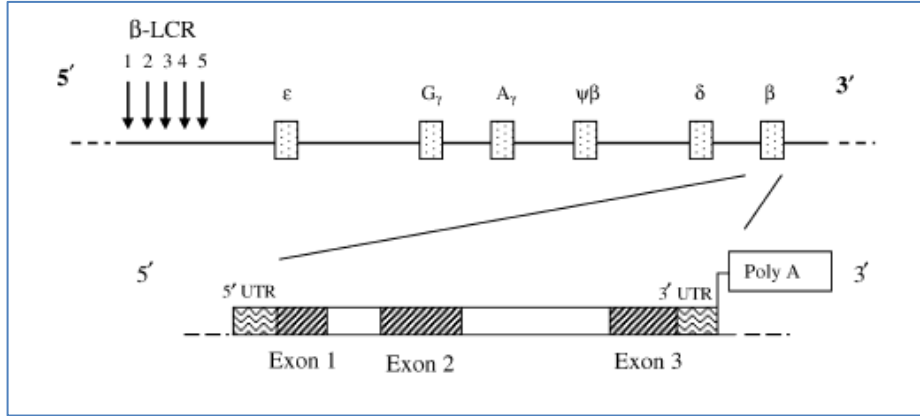 β-LCR
1 2 3 4 5
5′ 3′
ε Gγ Aγ ψβ δ β
5′ Poly A 3′
5′ UTR 3′ UTR
Exon 1 Exon 2 Exon 3